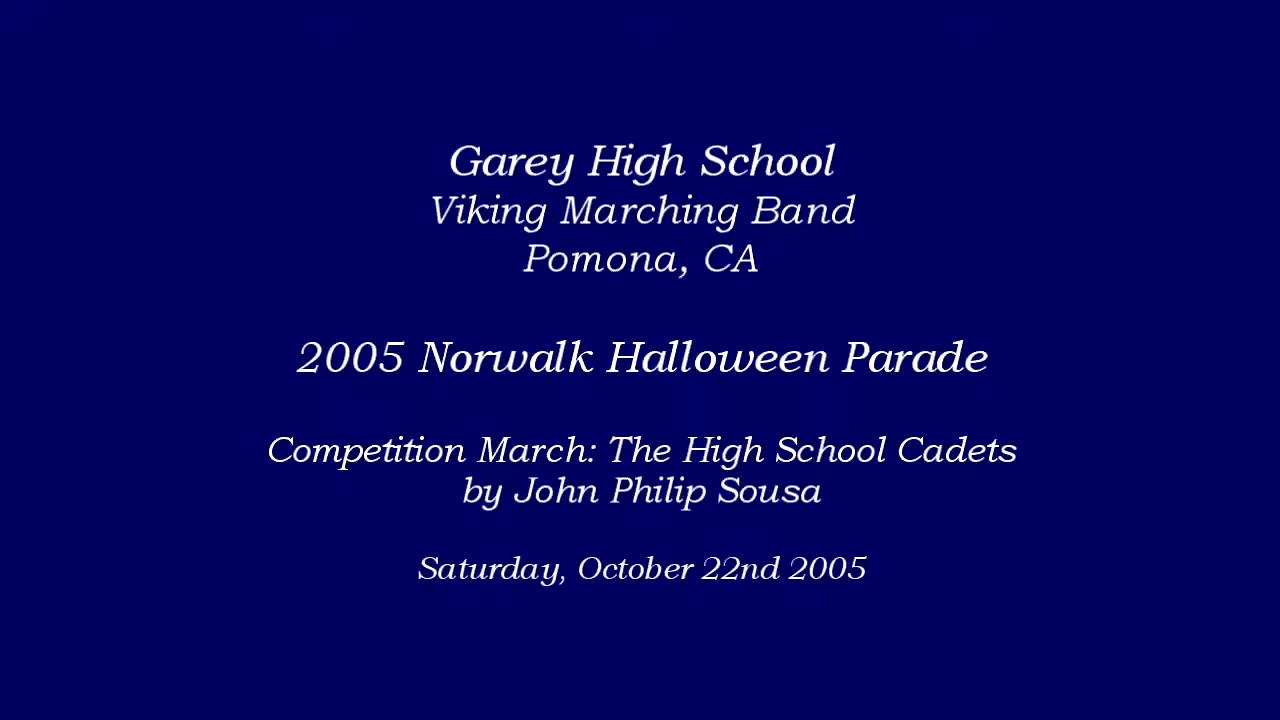 Garey High School
Viking Marching Band
Pomona, CA
2005 Norwalk Halloween Parade
Competition March: The High School Cadets
by John Philip Sousa
Saturday, October 22nd 2005